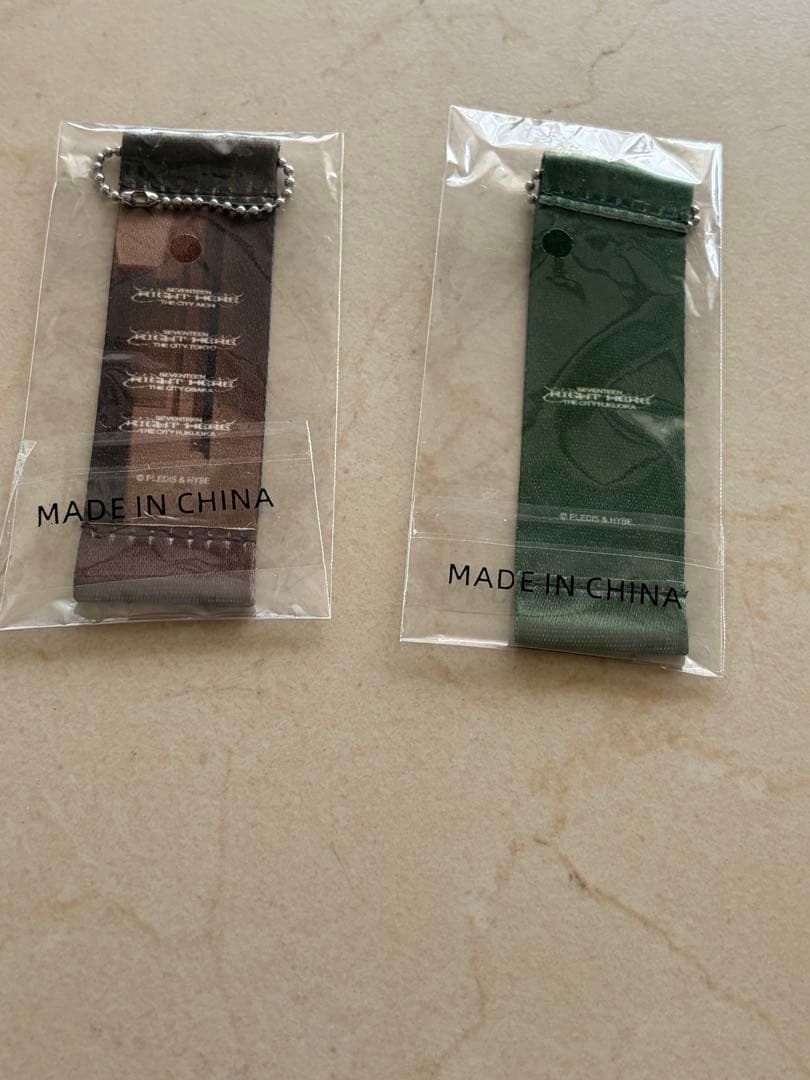 SEVENTEEN
RIGHT HERE
THE CITY AICHI
SEVENTEEN
RIGHT HERE
THE CITY TOKYO
SEVENTEEN
RIGHT HERE
THE CITY OSAKA
SEVENTEEN
RIGHT HERE
THE CITY FUKUOKA
© PLEDIS & HYBE
MADE IN CHINA
SEVENTEEN
RIGHT HERE
THE CITY FUKUOKA
© PLEDIS & HYBE
MADE IN CHINA